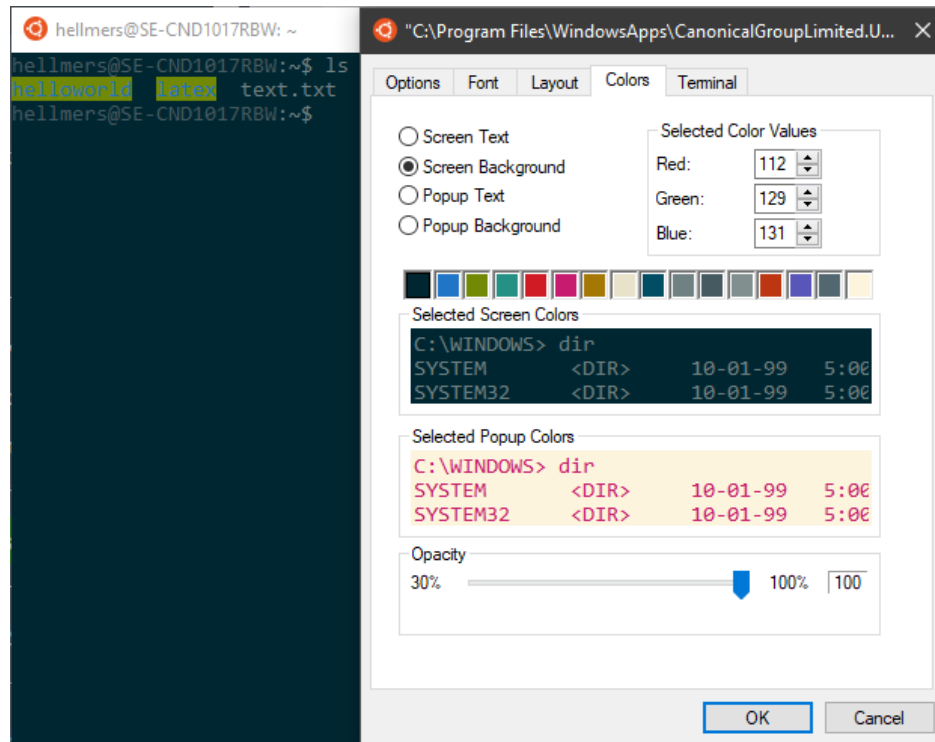 hellmers@SE-CND1017RBW: ~
hellmers@SE-CND1017RBW:~$ ls
helloworld latex text.txt
hellmers@SE-CND1017RBW:~$
"C:\Program Files\WindowsApps\CanonicalGroupLimited.U...
Options Font Layout Colors Terminal
Screen Text
Screen Background
Popup Text
Popup Background
Selected Color Values
Red: 112
Green: 129
Blue: 131
Selected Screen Colors
C:\WINDOWS> dir
SYSTEM <DIR> 10-01-99 5:00
SYSTEM32 <DIR> 10-01-99 5:00
Selected Popup Colors
C:\WINDOWS> dir
SYSTEM <DIR> 10-01-99 5:00
SYSTEM32 <DIR> 10-01-99 5:00
Opacity
30% 100% 100
OK Cancel